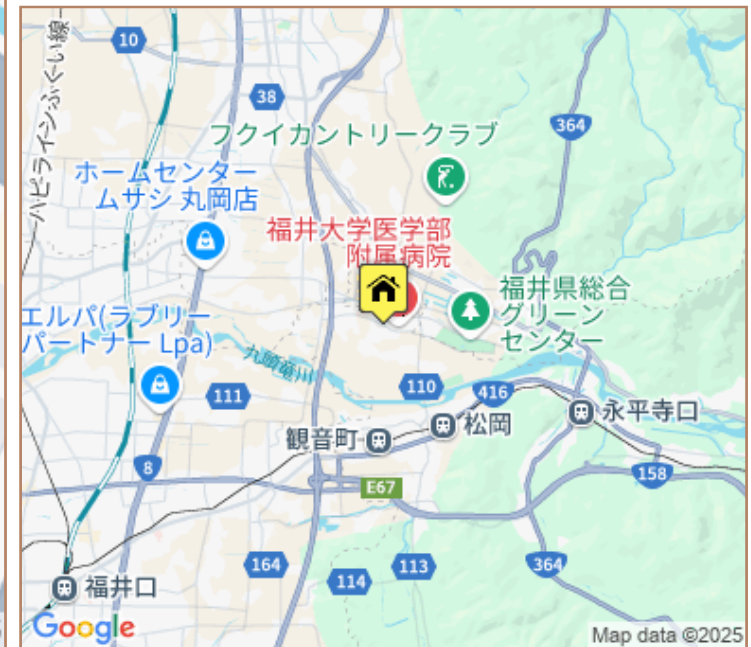 10
38
364
フクイカントリークラブ
ハピラインふくい線
ホームセンター
ムサシ 丸岡店
福井大学医学部
附属病院
福井県総合
グリーン
センター
エルパ(ラブリー
パートナー Lpa)
九頭竜川
111
110
416
松岡
永平寺口
観音町
8
158
E67
164
114
113
364
福井口
Google
Map data ©2025